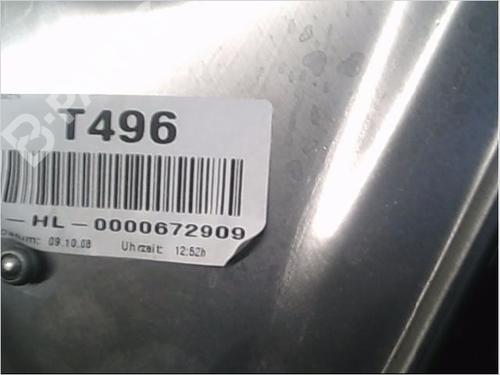 T496
- HL - 0000672909
Datum: 09.10.08 Uhrzeit: 12:52h